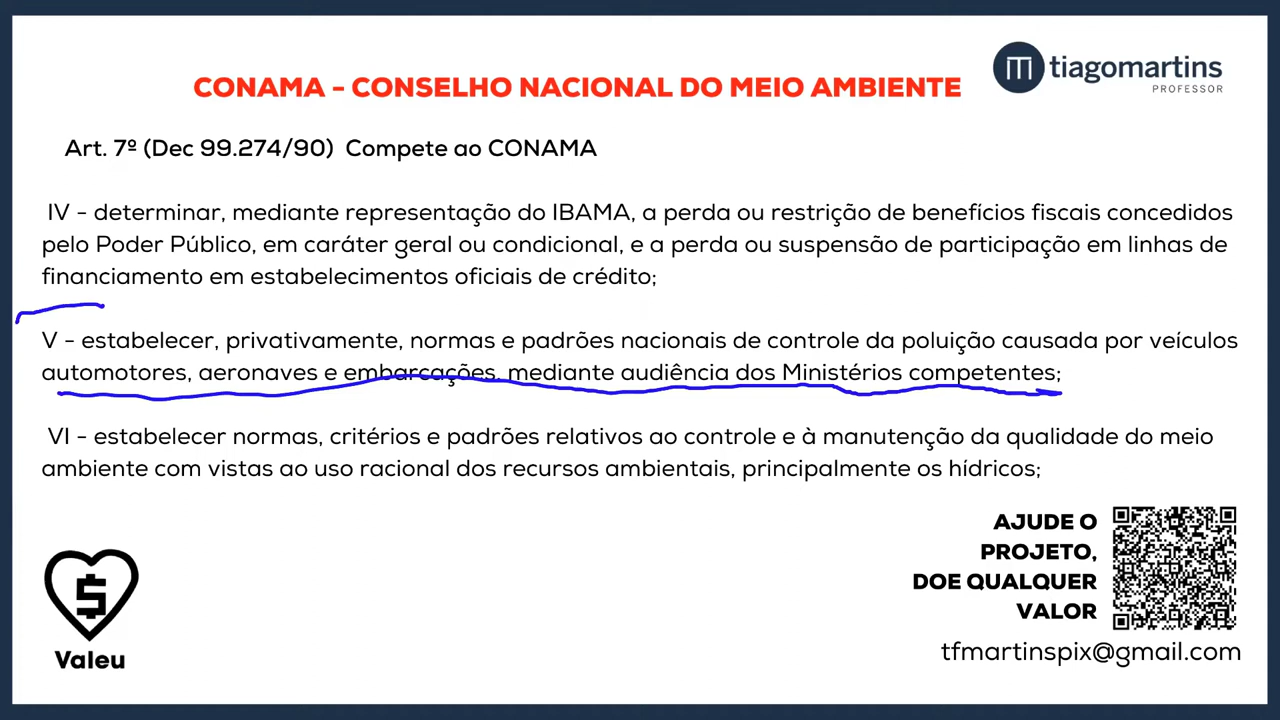 CONAMA - CONSELHO NACIONAL DO MEIO AMBIENTE
m tiagomartins
PROFESSOR
Art. 7º (Dec 99.274/90) Compete ao CONAMA
IV - determinar, mediante representação do IBAMA, a perda ou restrição de benefícios fiscais concedidos
pelo Poder Público, em caráter geral ou condicional, e a perda ou suspensão de participação em linhas de
financiamento em estabelecimentos oficiais de crédito;
V - estabelecer, privativamente, normas e padrões nacionais de controle da poluição causada por veículos
automotores, aeronaves e embarcações, mediante audiência dos Ministérios competentes;
VI - estabelecer normas, critérios e padrões relativos ao controle e à manutenção da qualidade do meio
ambiente com vistas ao uso racional dos recursos ambientais, principalmente os hídricos;
$
Valeu
AJUDE O
PROJETO,
DOE QUALQUER
VALOR
tfmartinspix@gmail.com